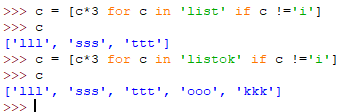 >>> c = [c*3 for c in 'list' if c !='i']
>>> c
['lll', 'sss', 'ttt']
>>> c = [c*3 for c in 'listok' if c !='i']
>>> c
['lll', 'sss', 'ttt', 'ooo', 'kkk']
>>>